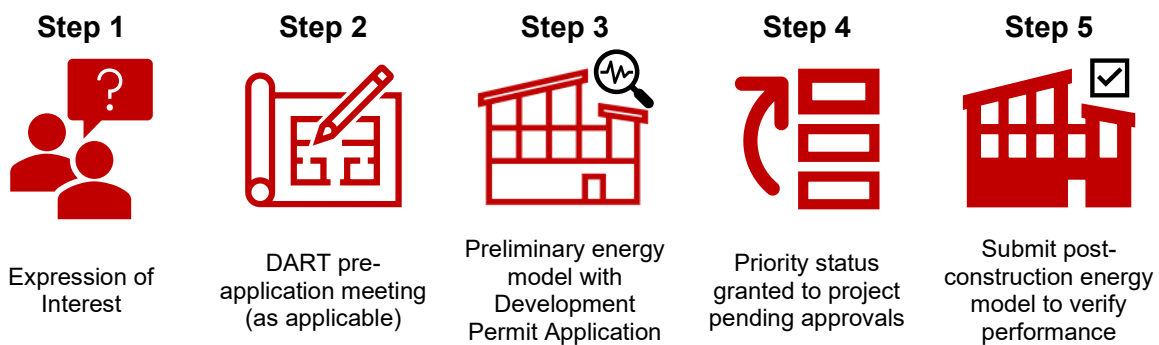 Step 1
Step 2
Step 3
Step 4
Step 5
?
Expression of
Interest
DART pre-
application meeting
(as applicable)
Preliminary energy
model with
Development
Permit Application
Priority status
granted to project
pending approvals
Submit post-
construction energy
model to verify
performance